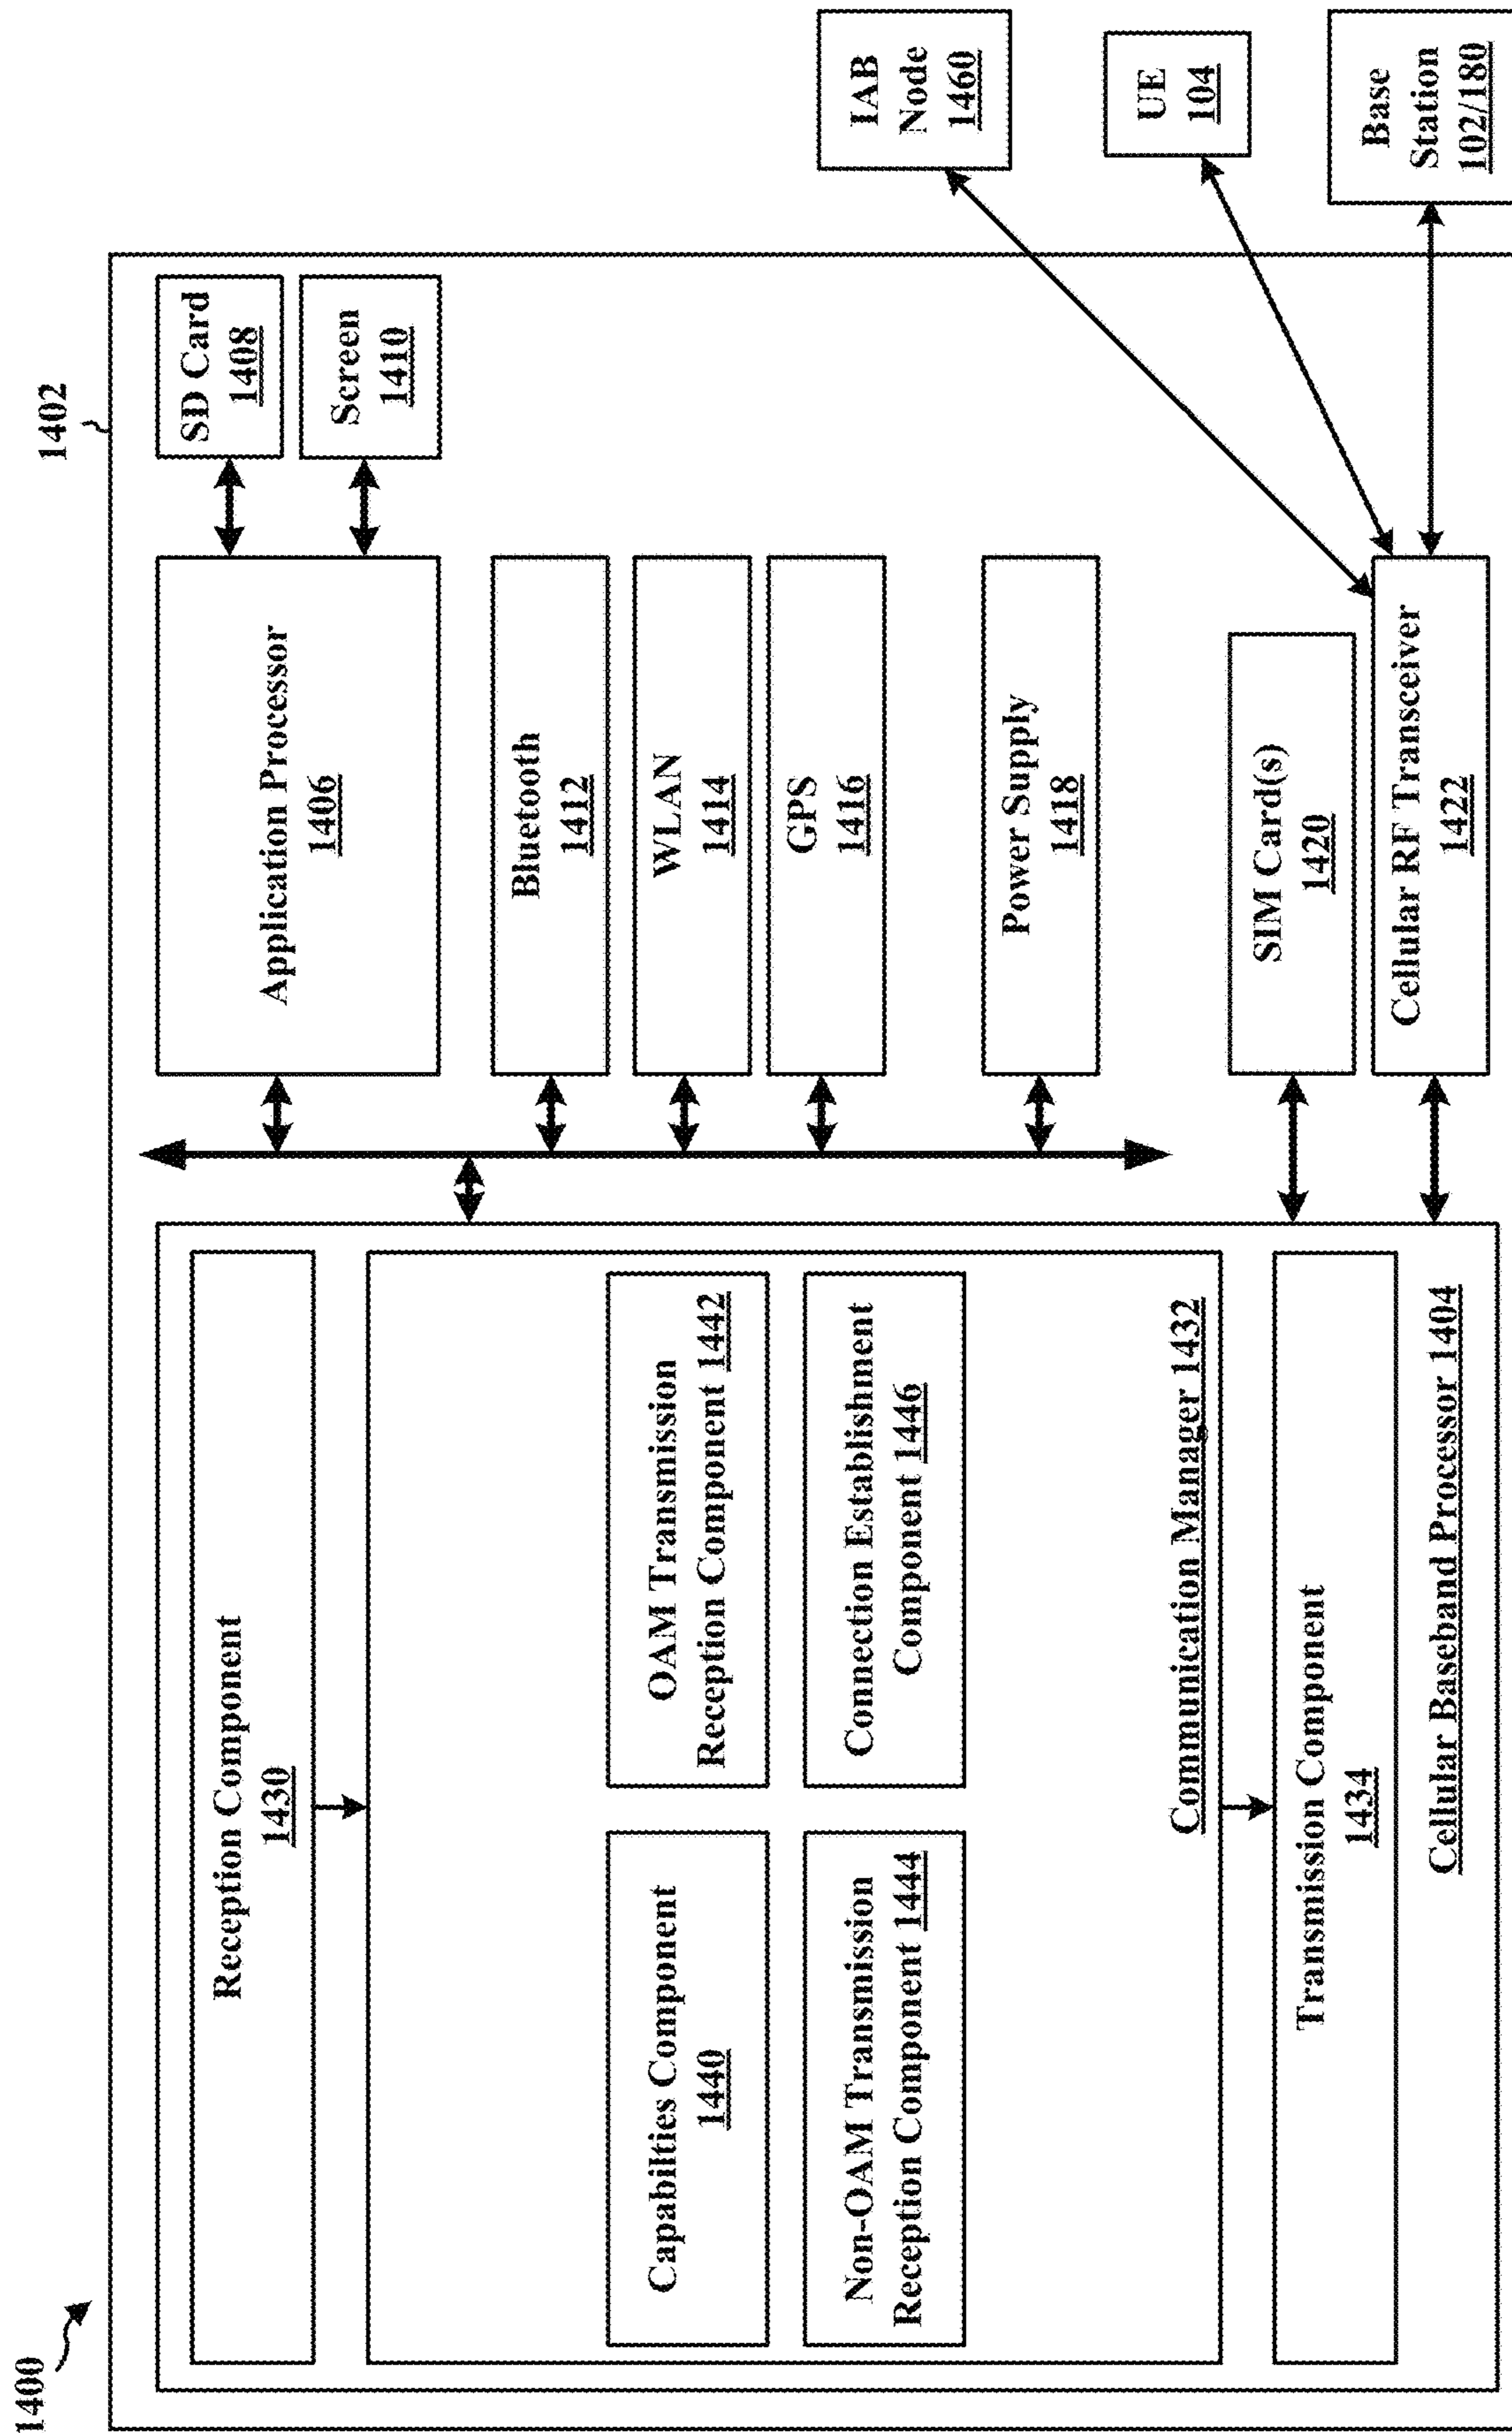 1400
1402
Reception Component
1430
Capabilties Component
1440
OAM Transmission
Reception Component 1442
Non-OAM Transmission
Reception Component 1444
Connection Establishment
Component 1446
Communication Manager 1432
Transmission Component
1434
Cellular Baseband Processor 1404
Application Processor
1406
SD Card
1408
Screen
1410
Bluetooth
1412
WLAN
1414
GPS
1416
Power Supply
1418
SIM Card(s)
1420
Cellular RF Transceiver
1422
IAB
Node
1460
UE
104
Base
Station
102/180